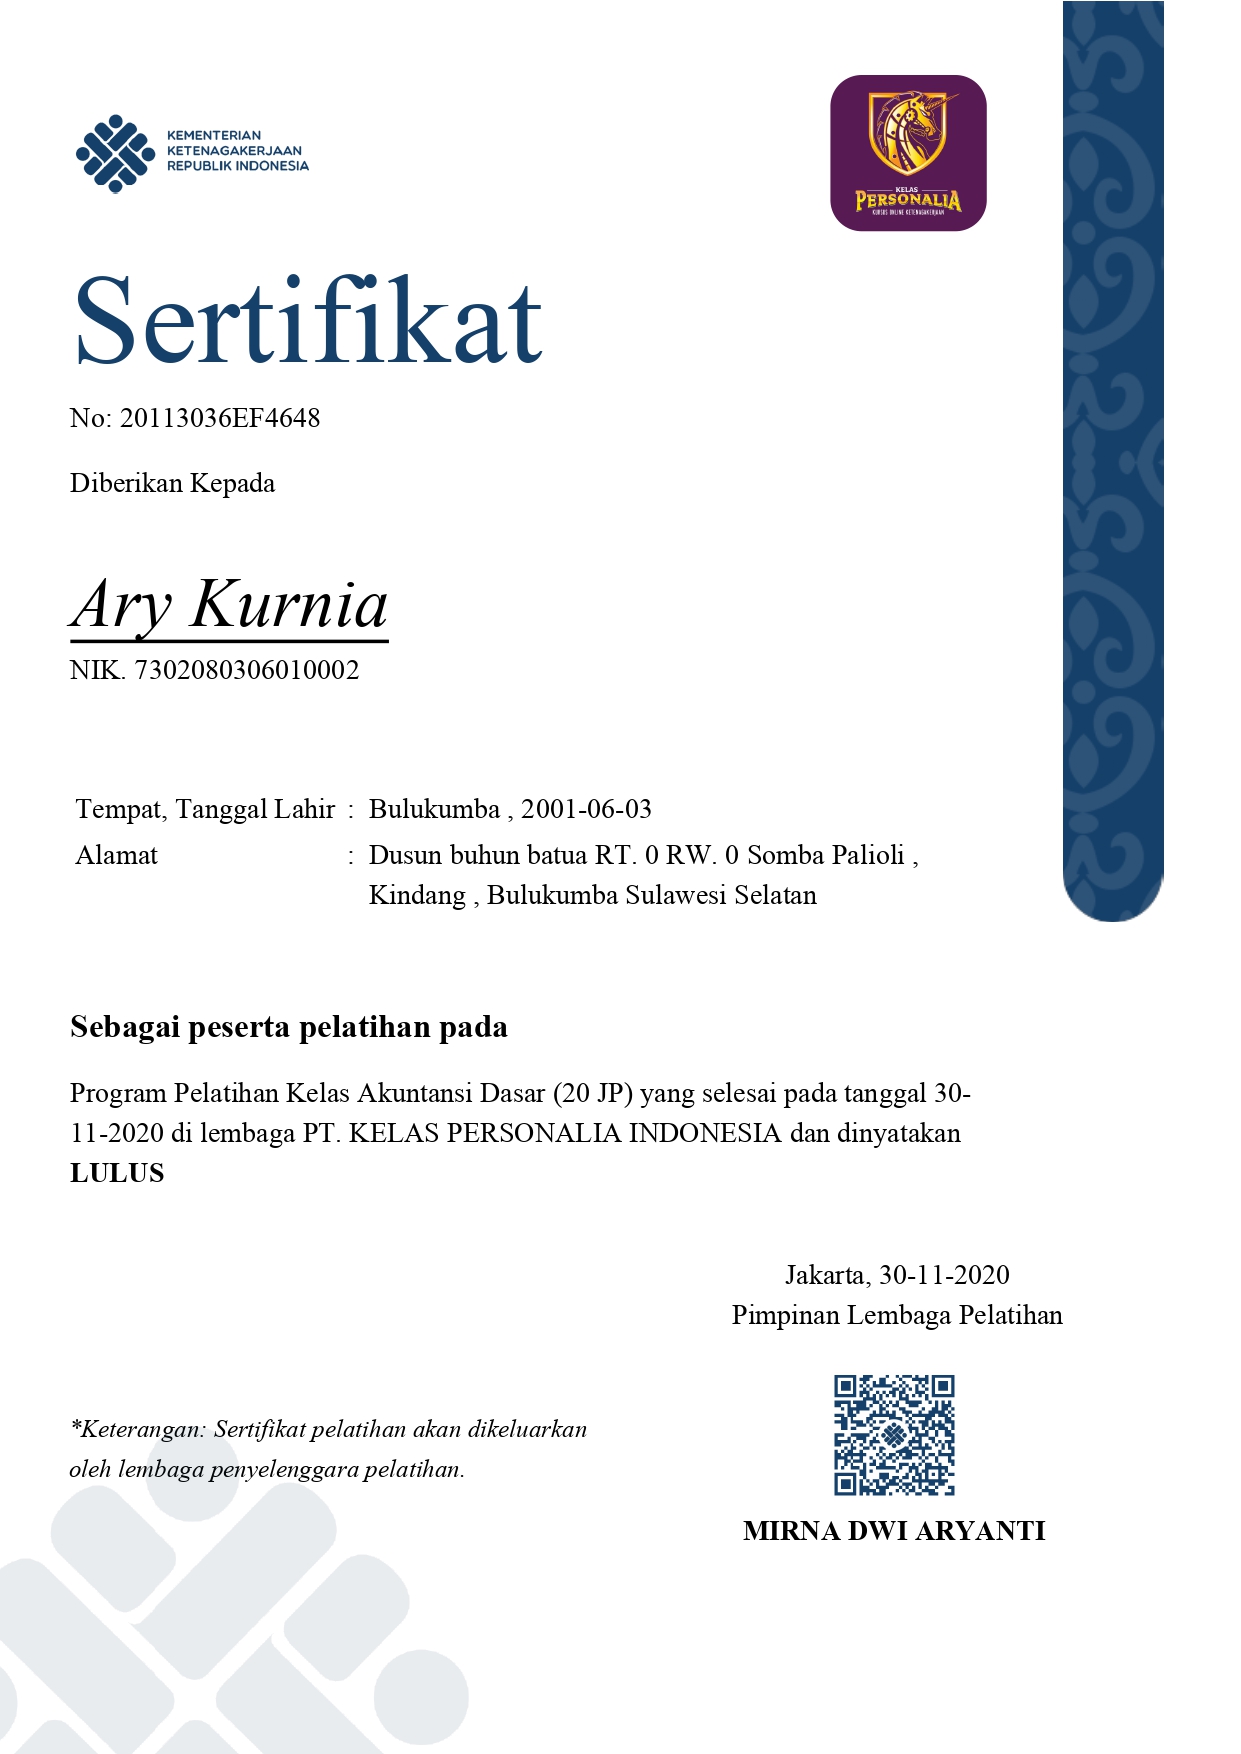 KEMENTERIAN
KETENAGAKERJAAN
REPUBLIK INDONESIA
KELAS
PERSONALIA
KURSUS ONLINE KETENAGAKERJAAN
Sertifikat
No: 20113036EF4648
Diberikan Kepada
Ary Kurnia
NIK. 7302080306010002
Tempat, Tanggal Lahir : Bulukumba , 2001-06-03
Alamat : Dusun buhun batua RT. 0 RW. 0 Somba Palioli ,
Kindang , Bulukumba Sulawesi Selatan
Sebagai peserta pelatihan pada
Program Pelatihan Kelas Akuntansi Dasar (20 JP) yang selesai pada tanggal 30-
11-2020 di lembaga PT. KELAS PERSONALIA INDONESIA dan dinyatakan
LULUS
Jakarta, 30-11-2020
Pimpinan Lembaga Pelatihan
*Keterangan: Sertifikat pelatihan akan dikeluarkan
oleh lembaga penyelenggara pelatihan.
MIRNA DWI ARYANTI